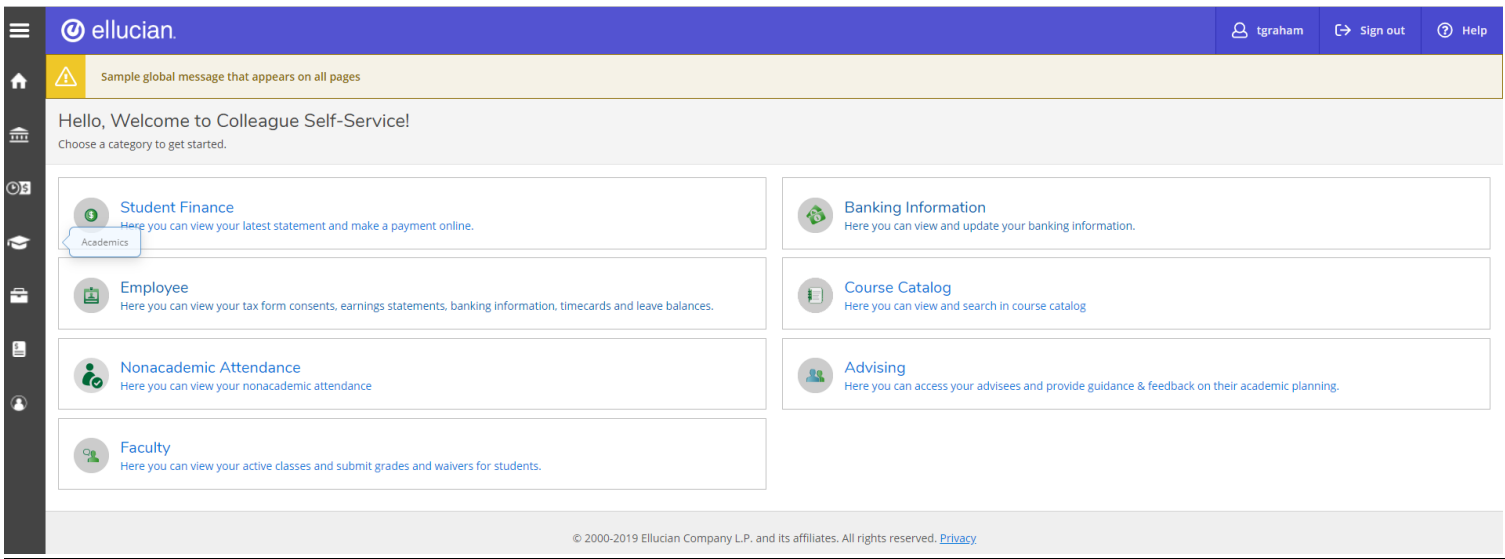 ellucian.
tgraham
Sign out
Help
Sample global message that appears on all pages
Hello, Welcome to Colleague Self-Service!
Choose a category to get started.
Student Finance
Here you can view your latest statement and make a payment online.
Academics
Banking Information
Here you can view and update your banking information.
Employee
Here you can view your tax form consents, earnings statements, banking information, timecards and leave balances.
Course Catalog
Here you can view and search in course catalog
Nonacademic Attendance
Here you can view your nonacademic attendance
Advising
Here you can access your advisees and provide guidance & feedback on their academic planning.
Faculty
Here you can view your active classes and submit grades and waivers for students.
© 2000-2019 Ellucian Company L.P. and its affiliates. All rights reserved. Privacy